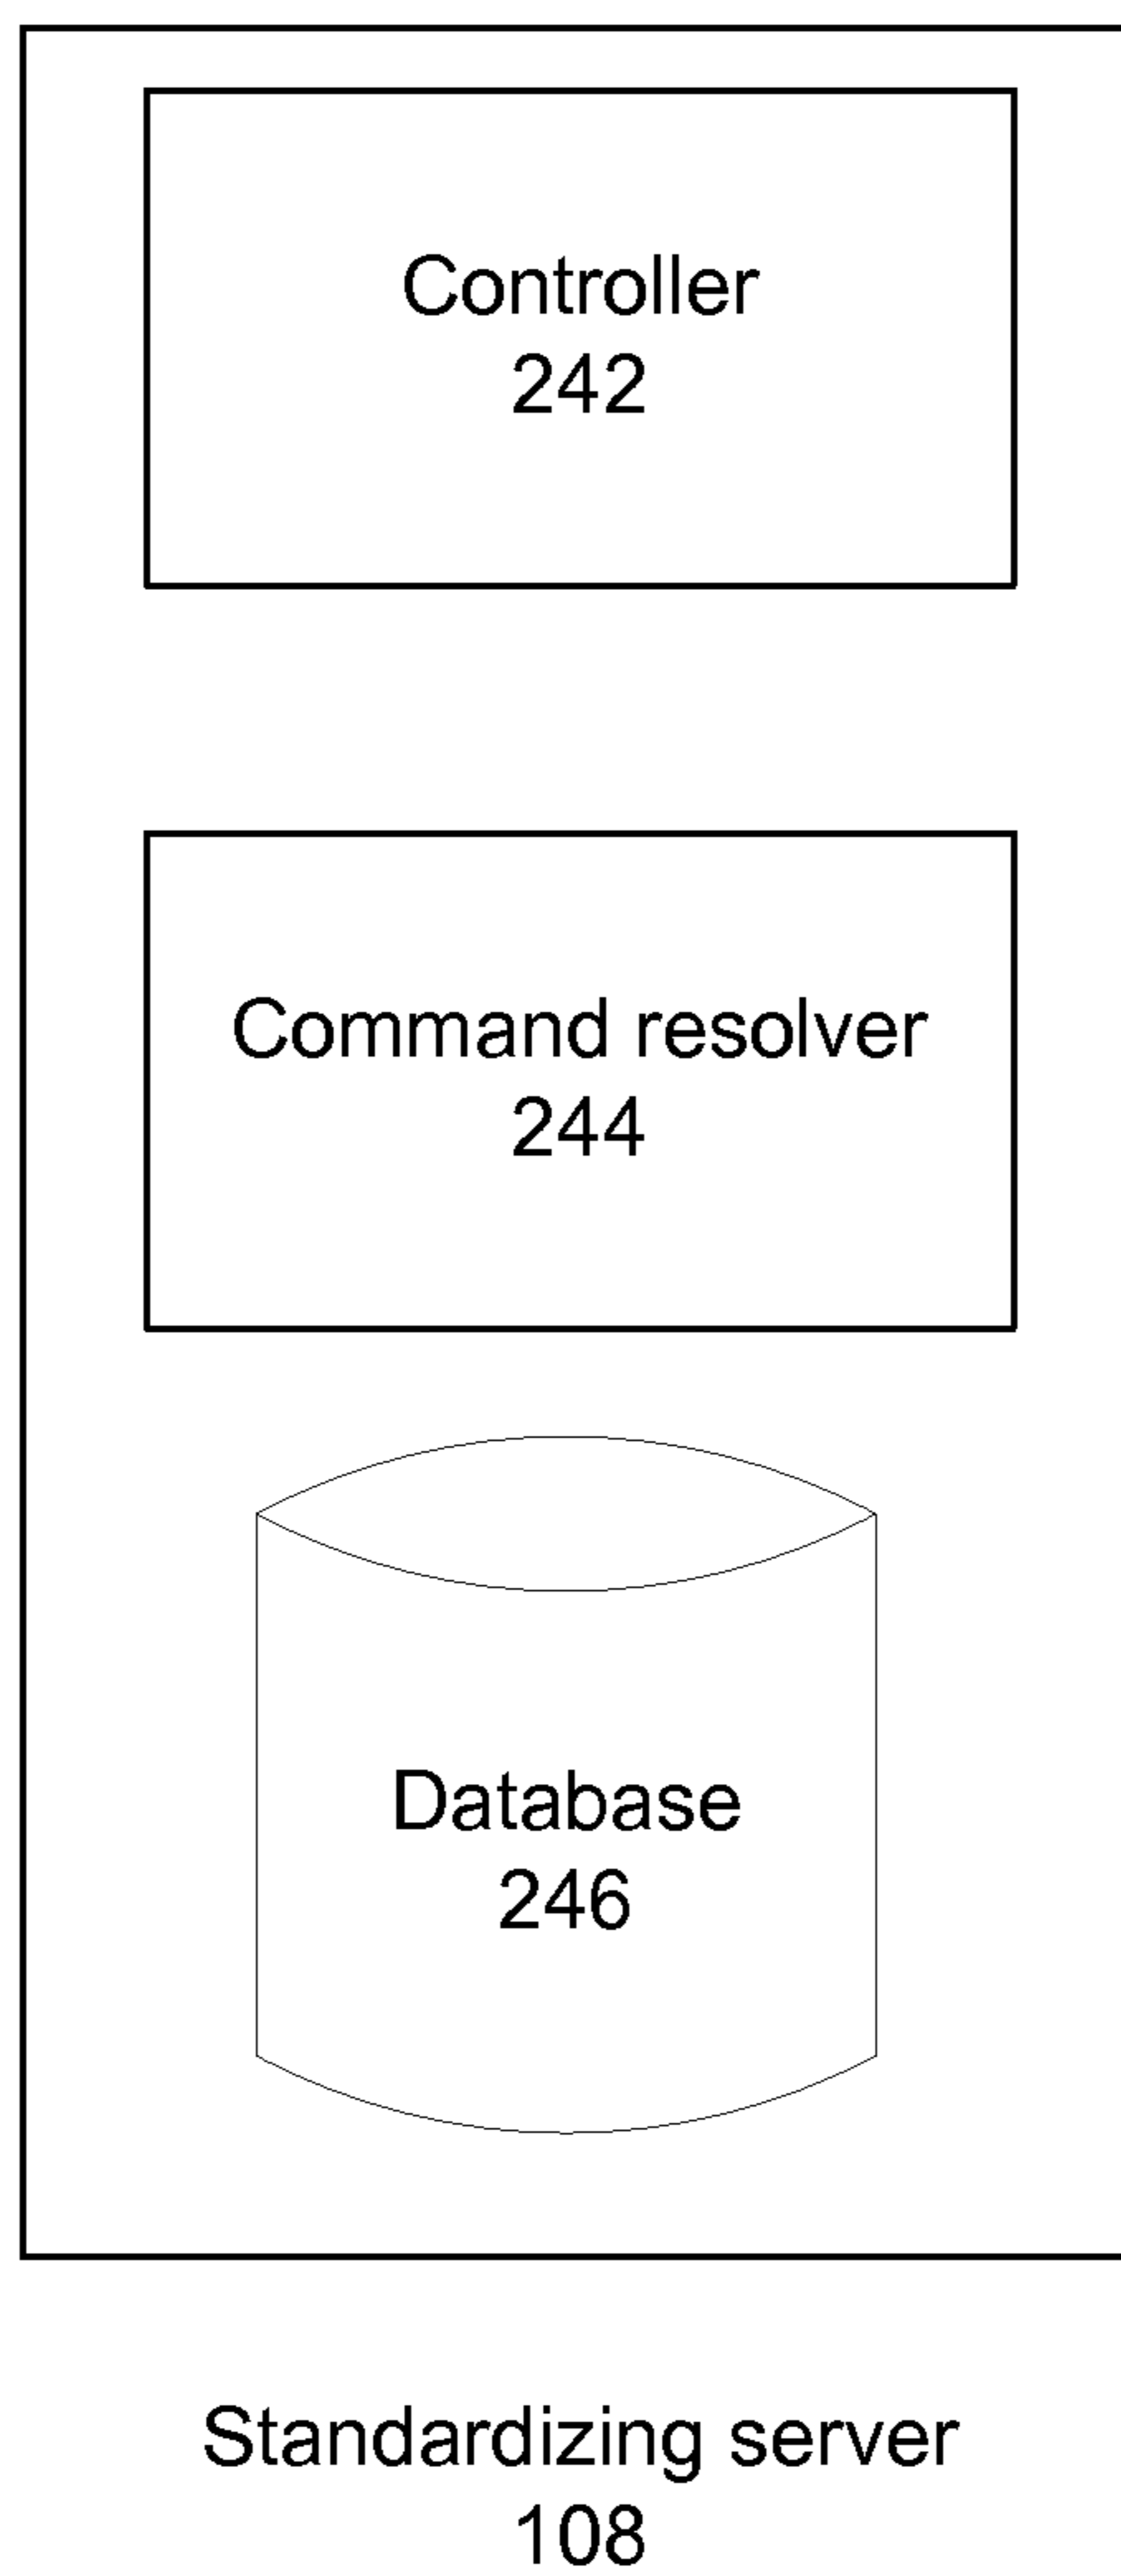 Controller
242
Command resolver
244
Database
246
Standardizing server
108